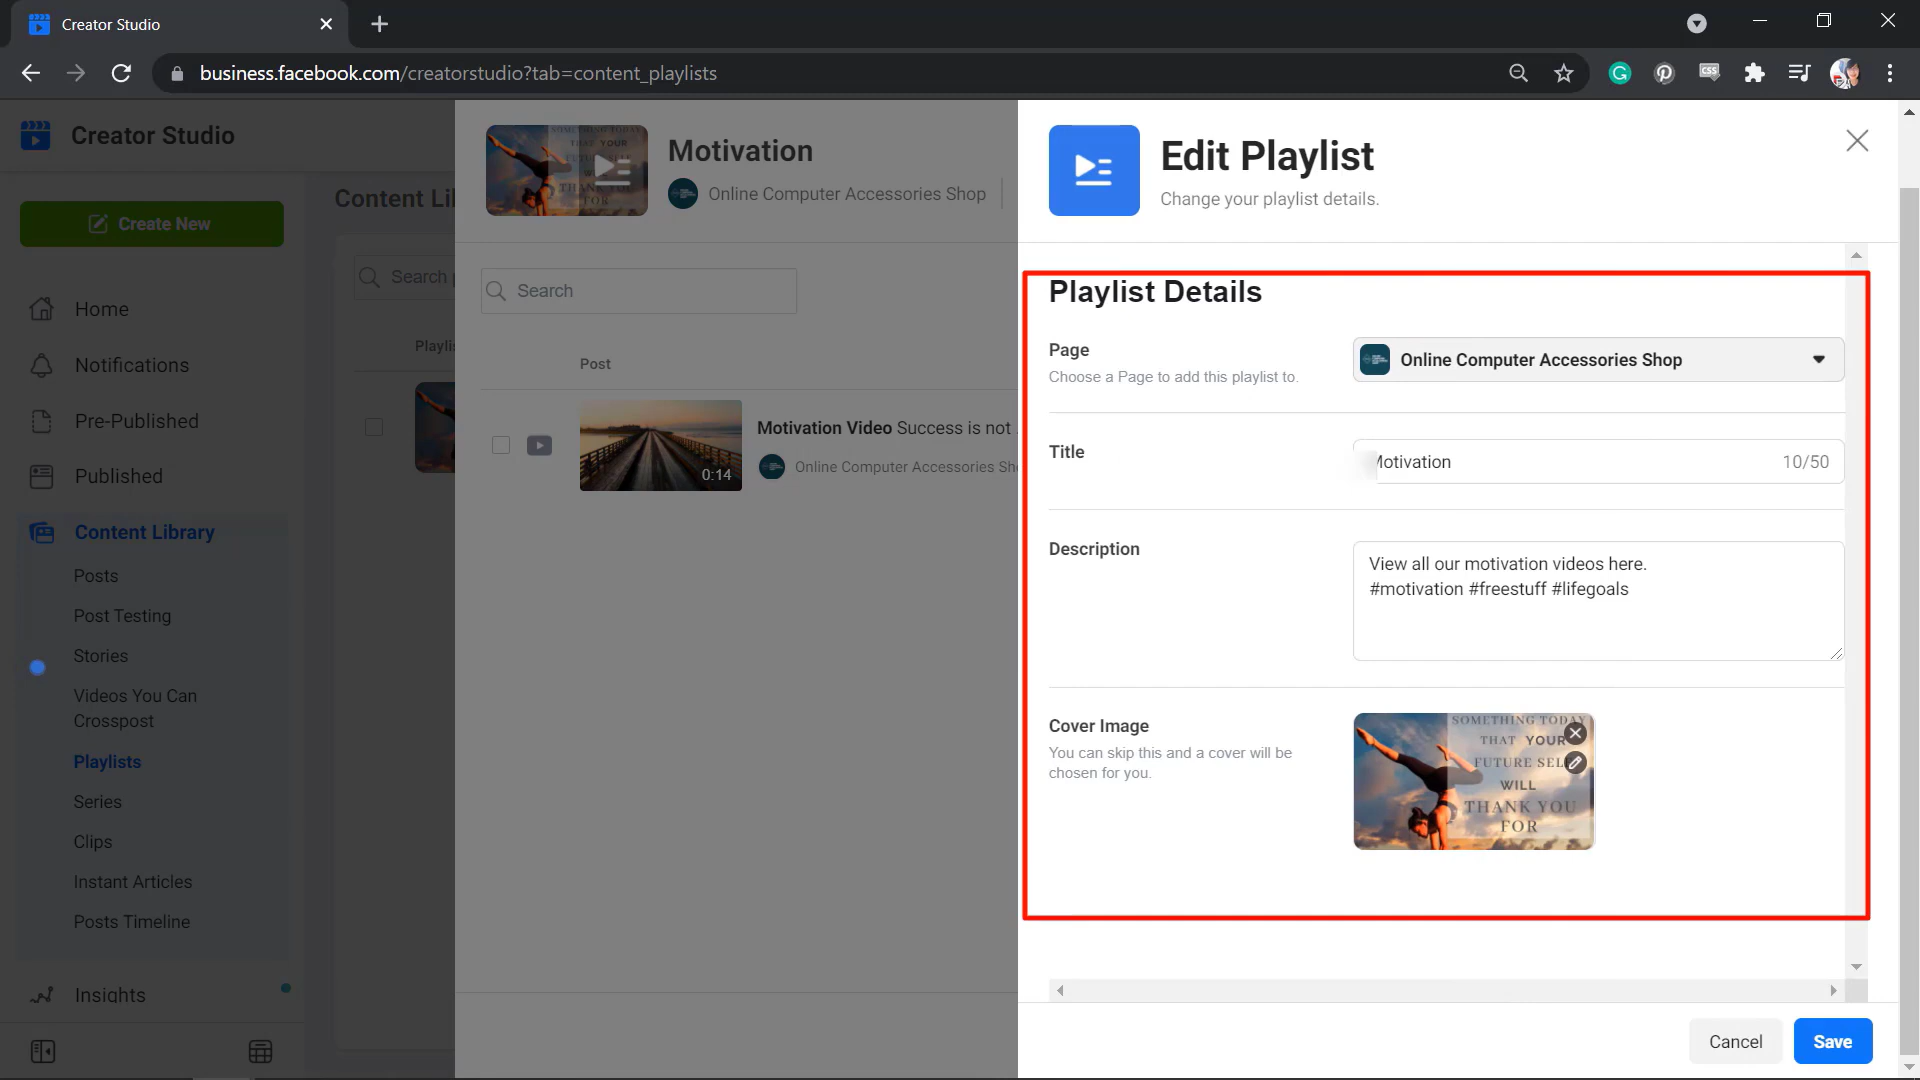 Creator Studio
business.facebook.com/creatorstudio?tab=content_playlists
Creator Studio
Create New
Home
Notifications
Pre-Published
Published
Content Library
Posts
Post Testing
Stories
Videos You Can
Crosspost
Playlists
Series
Clips
Instant Articles
Posts Timeline
Insights
Content Li
Search
Playlis
Motivation
Online Computer Accessories Shop
Search
Post
Motivation Video Success is not
Online Computer Accessories Sh
0:14
Edit Playlist
Change your playlist details.
Playlist Details
Page
Choose a Page to add this playlist to.
Online Computer Accessories Shop
Title
Motivation
10/50
Description
View all our motivation videos here.
#motivation #freestuff #lifegoals
Cover Image
You can skip this and a cover will be
chosen for you.
SOMETHING TODAY
THAT YOUR
FUTURE SEL
WILL
THANK YOU
FOR
Cancel
Save